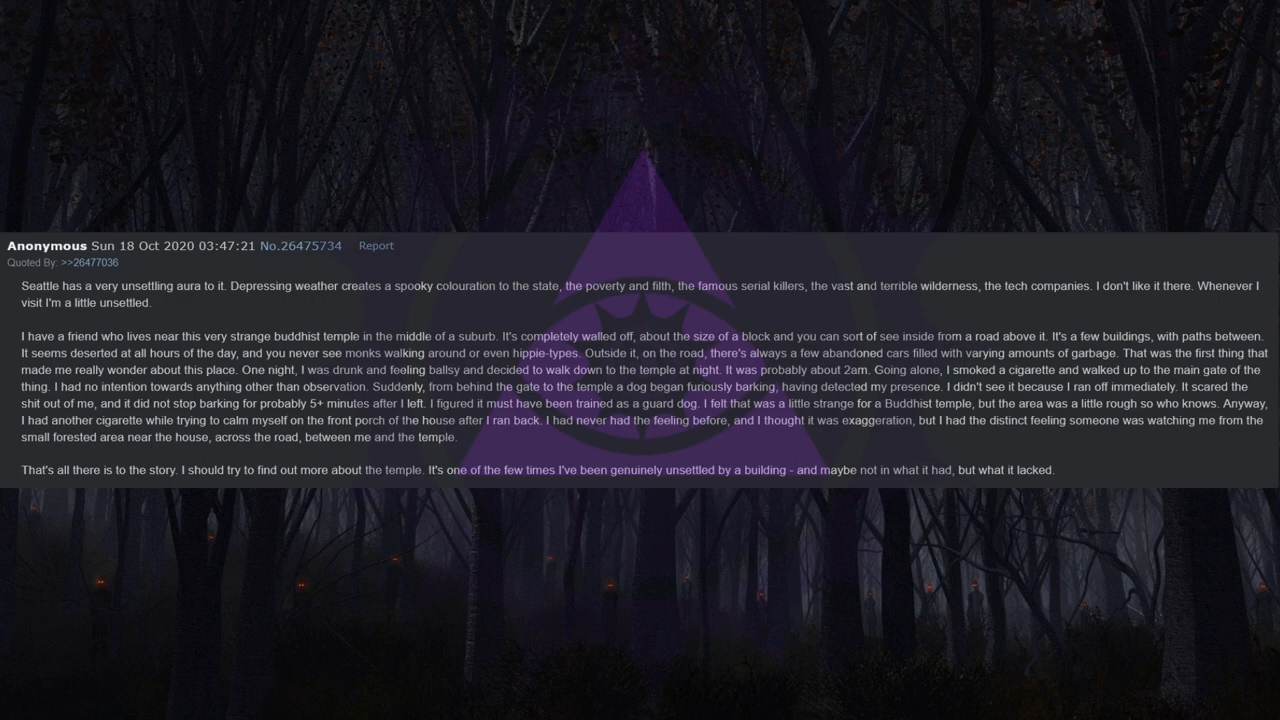 Anonymous Sun 18 Oct 2020 03:47:21 No.26475734 Report
Quoted By: >>26477036
Seattle has a very unsettling aura to it. Depressing weather creates a spooky colouration to the state, the poverty and filth, the famous serial killers, the vast and terrible wilderness, the tech companies. I don't like it there. Whenever I
visit I'm a little unsettled.
I have a friend who lives near this very strange buddhist temple in the middle of a suburb. It's completely walled off, about the size of a block and you can sort of see inside from a road above it. It's a few buildings, with paths between.
It seems deserted at all hours of the day, and you never see monks walking around or even hippie-types. Outside it, on the road, there's always a few abandoned cars filled with varying amounts of garbage. That was the first thing that
made me really wonder about this place. One night, I was drunk and feeling ballsy and decided to walk down to the temple at night. It was probably about 2am. Going alone, I smoked a cigarette and walked up to the main gate of the
thing. I had no intention towards anything other than observation. Suddenly, from behind the gate to the temple a dog began furiously barking, having detected my presence. I didn't see it because I ran off immediately. It scared the
shit out of me, and it did not stop barking for probably 5+ minutes after I left. I figured it must have been trained as a guard dog. I felt that was a little strange for a Buddhist temple, but the area was a little rough so who knows. Anyway,
I had another cigarette while trying to calm myself on the front porch of the house after I ran back. I had never had the feeling before, and I thought it was exaggeration, but I had the distinct feeling someone was watching me from the
small forested area near the house, across the road, between me and the temple.
That's all there is to the story. I should try to find out more about the temple. It's one of the few times I've been genuinely unsettled by a building - and maybe not in what it had, but what it lacked.